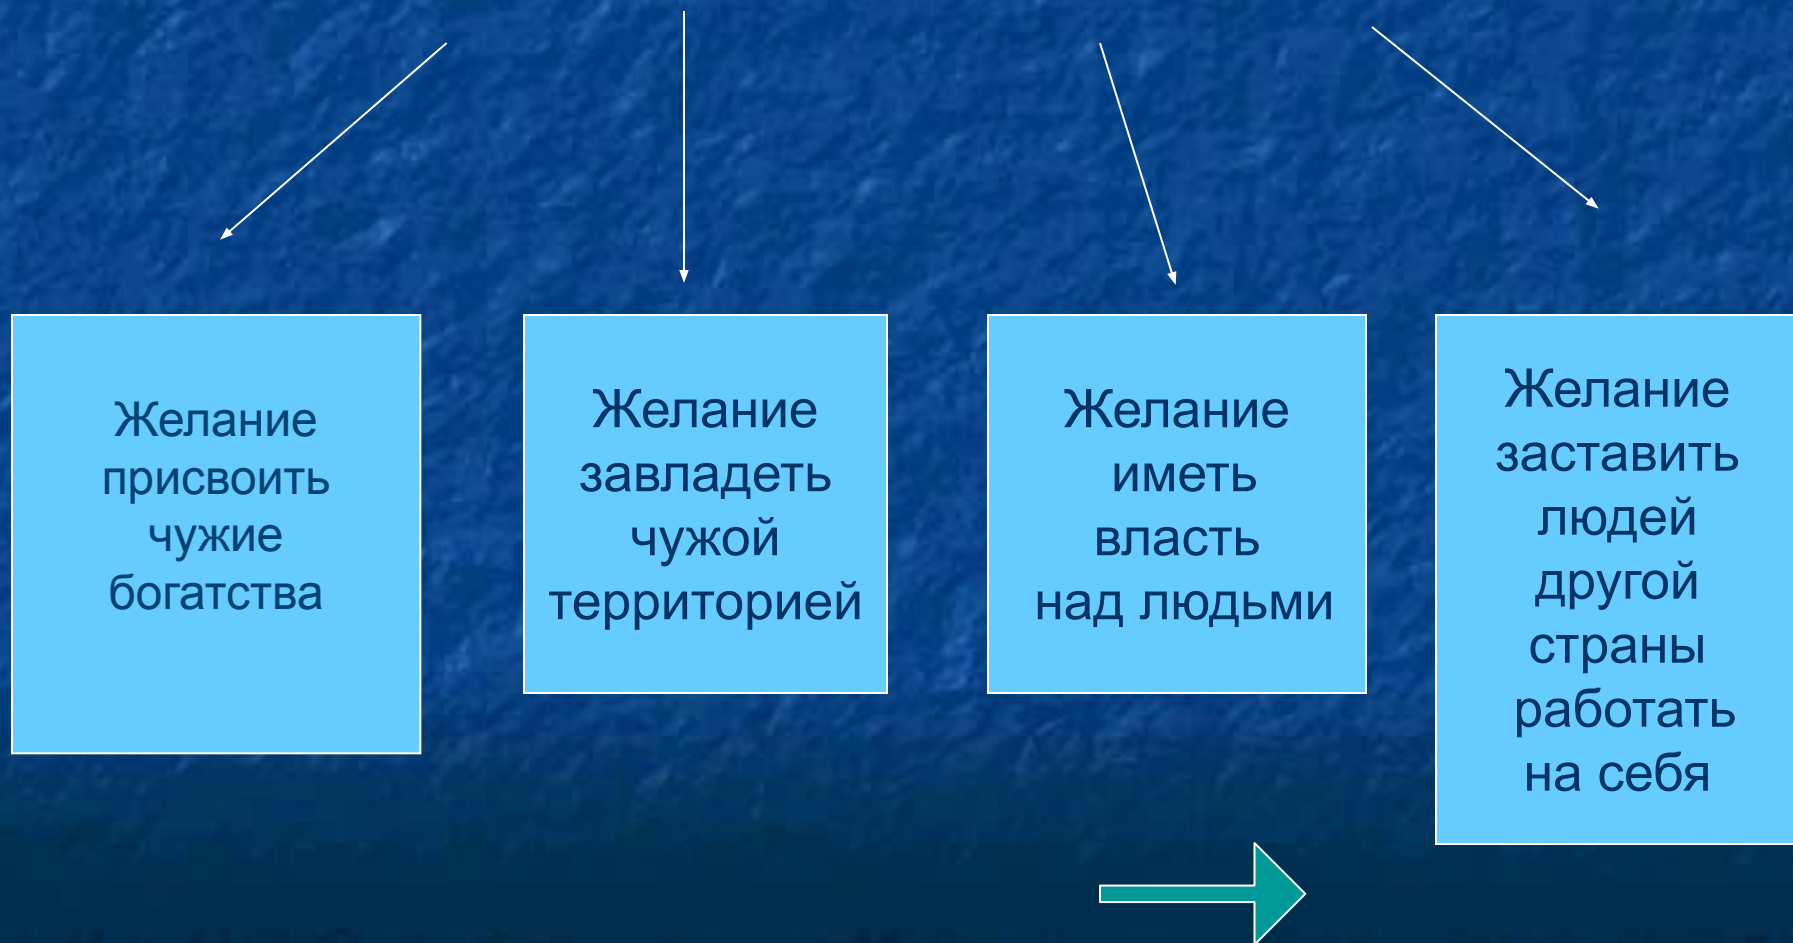 Желание
присвоить
чужие
богатства
Желание
завладеть
чужой
территорией
Желание
иметь
власть
над людьми
Желание
заставить
людей
другой
страны
работать
на себя